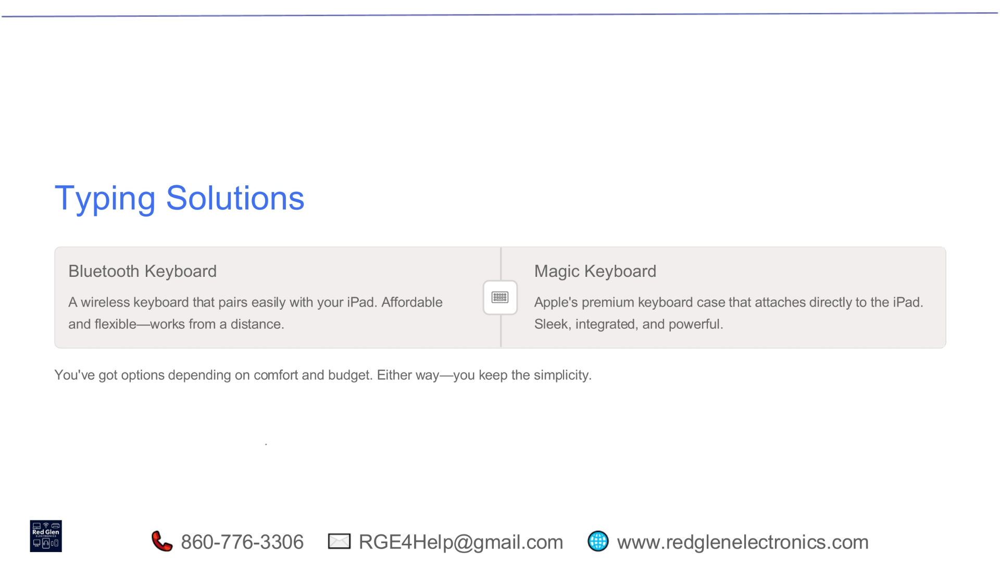 Typing Solutions
Bluetooth Keyboard
A wireless keyboard that pairs easily with your iPad. Affordable
and flexible—works from a distance.
Magic Keyboard
Apple's premium keyboard case that attaches directly to the iPad.
Sleek, integrated, and powerful.
You've got options depending on comfort and budget. Either way—you keep the simplicity.
.
Red Glen
ELECTRONICS
860-776-3306
RGE4Help@gmail.com
www.redglenelectronics.com